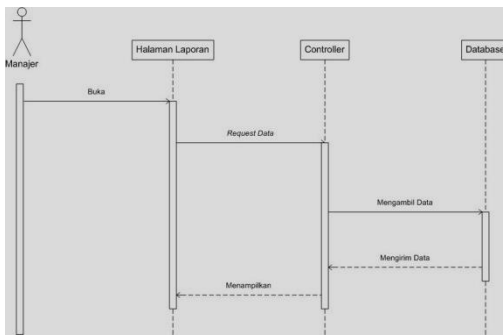 Manajer
Halaman Laporan
Controller
Database
Buka
Request Data
Mengambil Data
Mengirim Data
Menampilkan